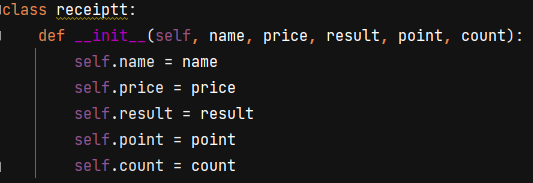 class receiptt:
    def __init__(self, name, price, result, point, count):
        self.name = name
        self.price = price
        self.result = result
        self.point = point
        self.count = count